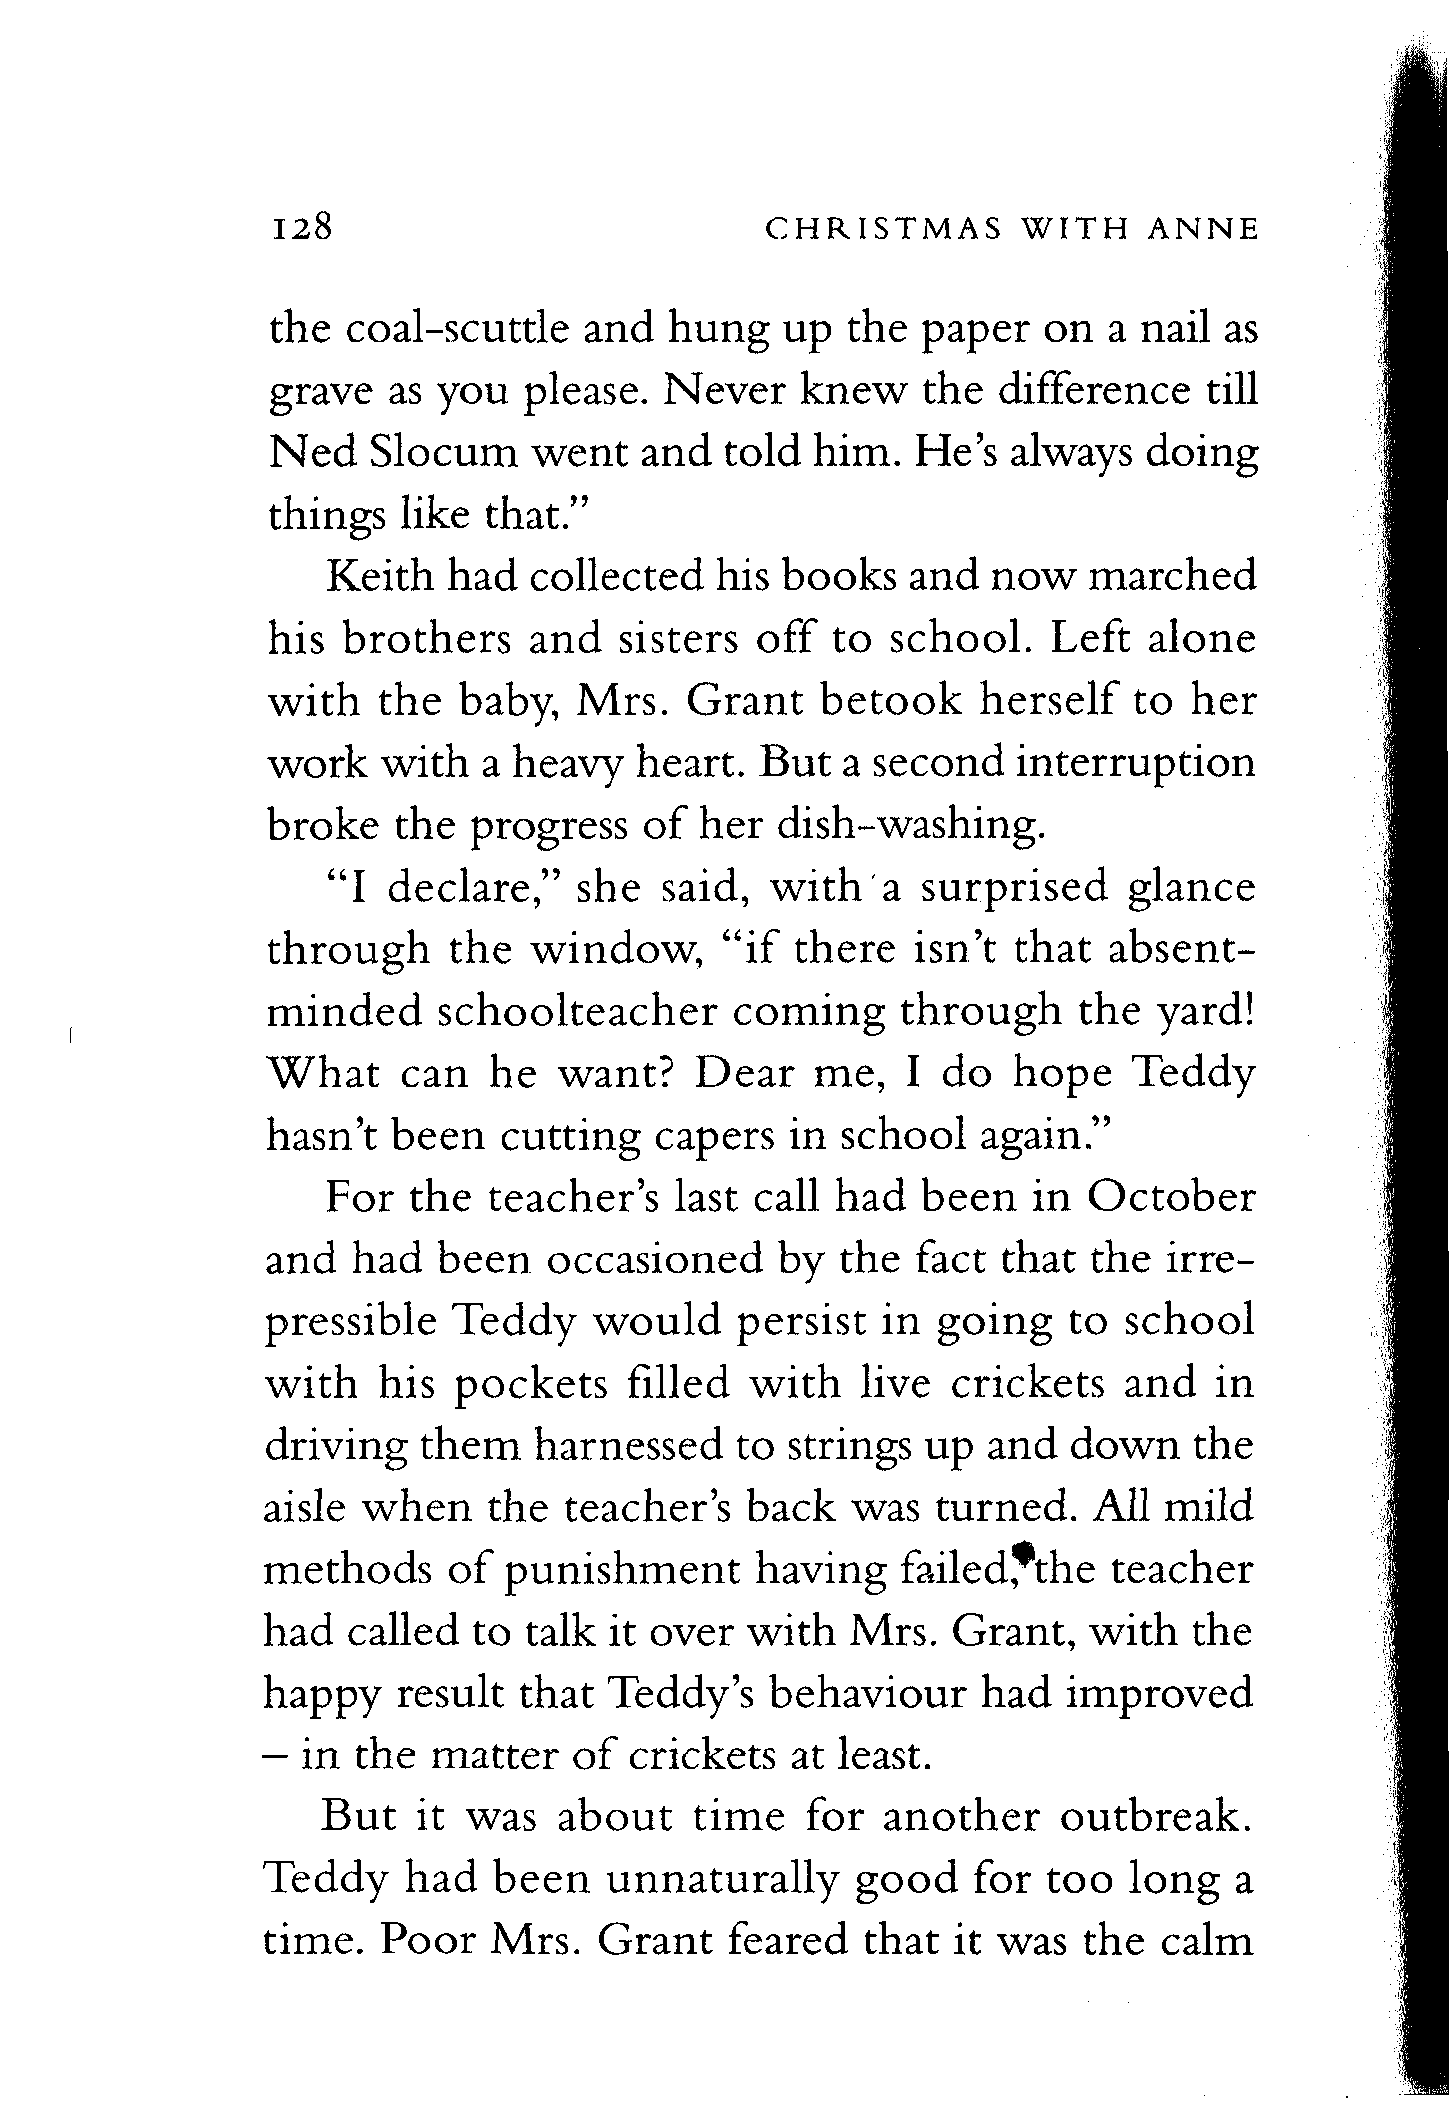 128 CHRISTMAS WITH ANNE
the coal-scuttle and hung up the paper on a nail as
grave as you please. Never knew the difference till
Ned Slocum went and told him. He's always doing
things like that.”
Keith had collected his books and now marched
his brothers and sisters off to school. Left alone
with the baby, Mrs. Grant betook herself to her
work with a heavy heart. But a second interruption
broke the progress of her dish-washing.
“I declare,” she said, with a surprised glance
through the window, “if there isn't that absent-
minded schoolteacher coming through the yard!
What can he want? Dear me, I do hope Teddy
hasn't been cutting capers in school again.”
For the teacher's last call had been in October
and had been occasioned by the fact that the irre-
pressible Teddy would persist in going to school
with his pockets filled with live crickets and in
driving them harnessed to strings up and down the
aisle when the teacher's back was turned. All mild
methods of punishment having failed, the teacher
had called to talk it over with Mrs. Grant, with the
happy result that Teddy's behaviour had improved
– in the matter of crickets at least.
But it was about time for another outbreak.
Teddy had been unnaturally good for too long a
time. Poor Mrs. Grant feared that it was the calm